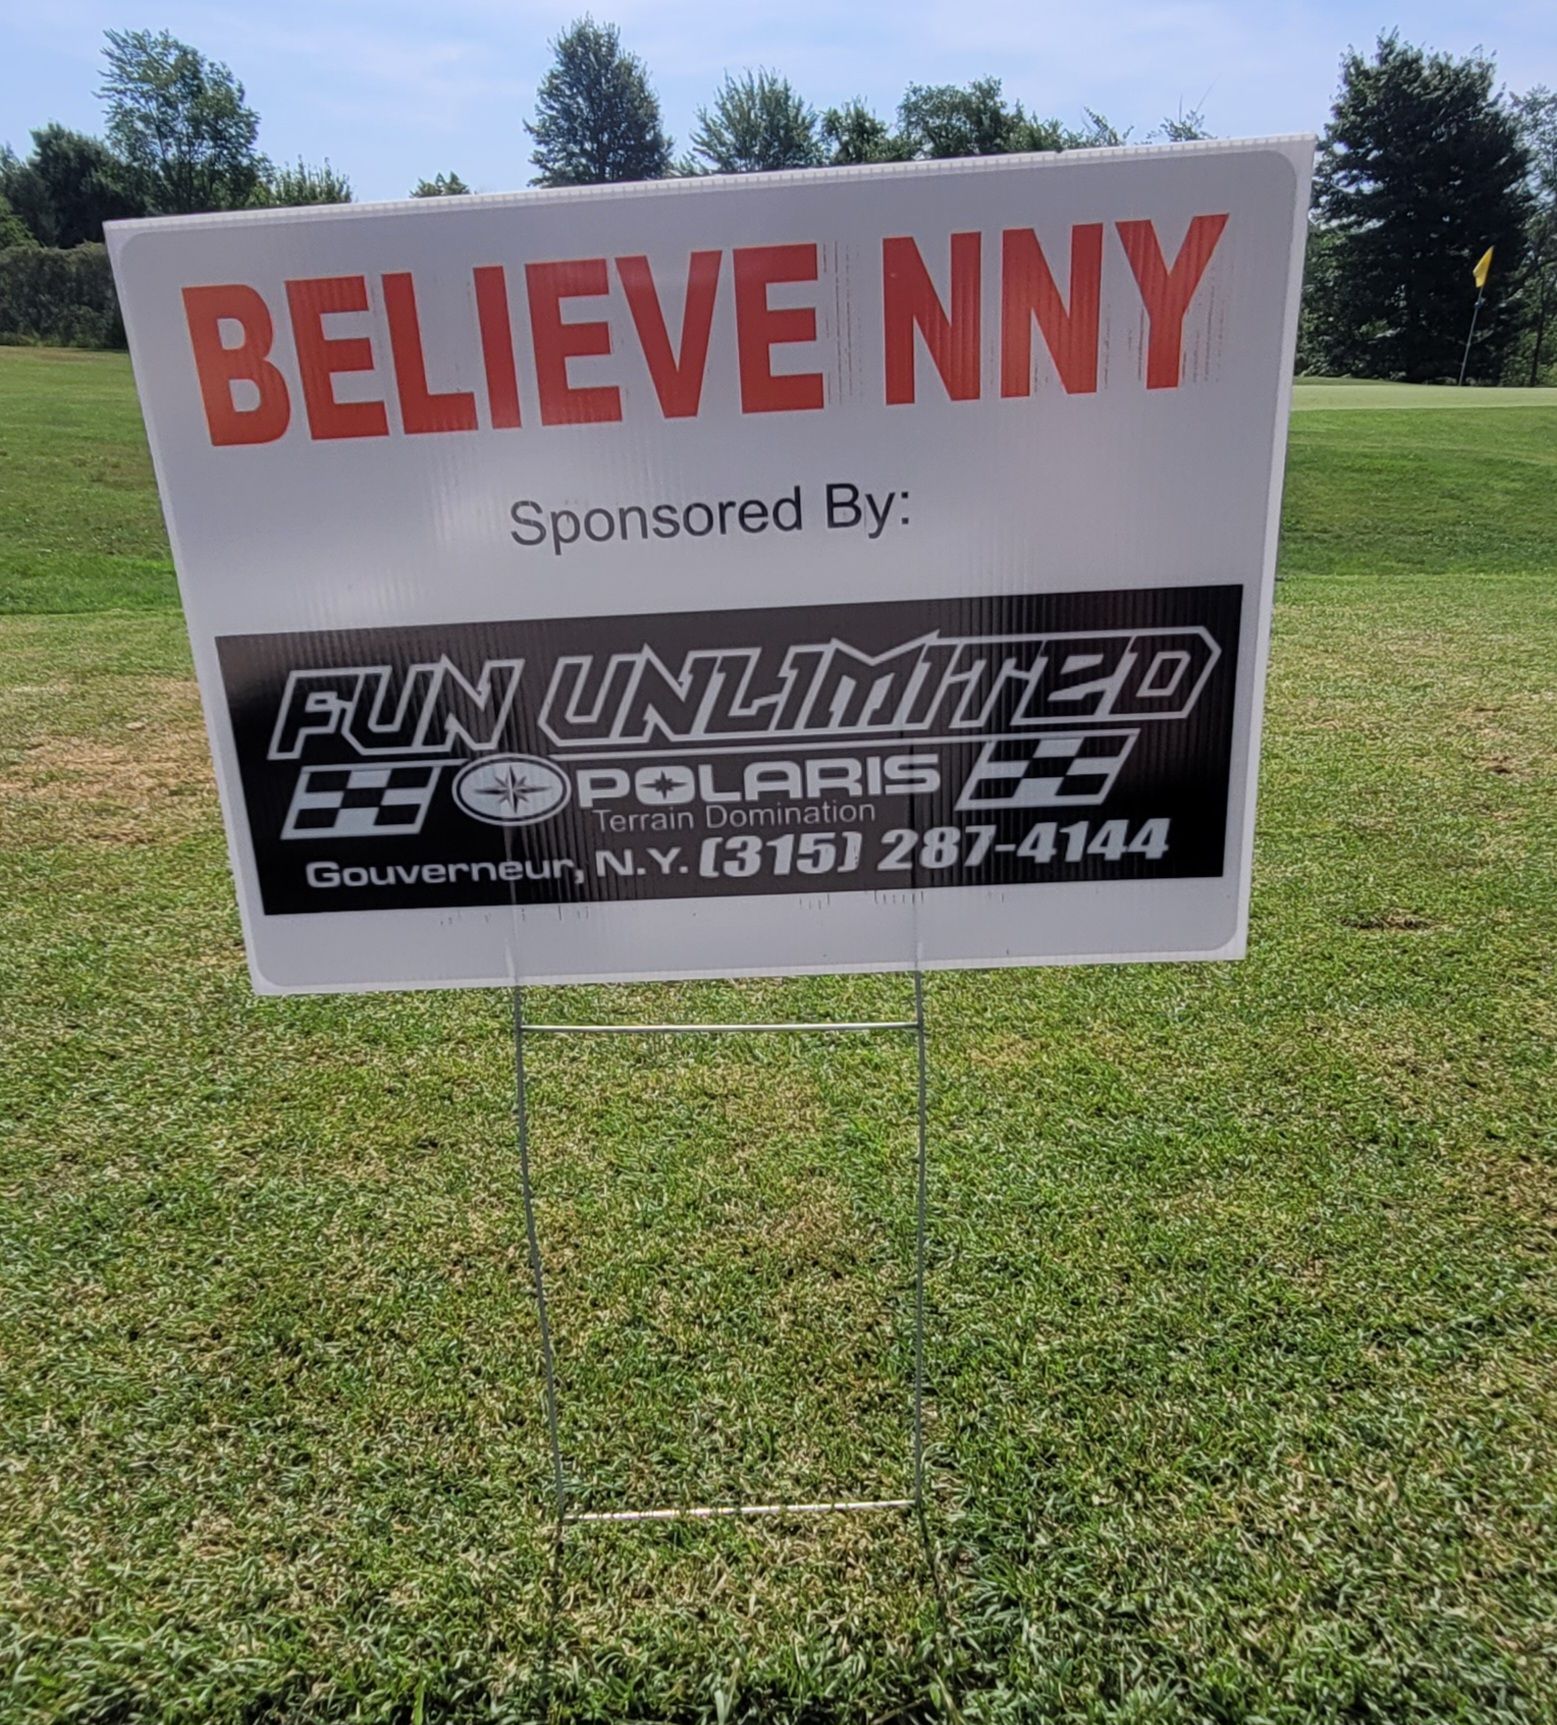 BELIEVE NNY
Sponsored By:
FUN UNLIMITED
POLARIS
Terrain Domination
Gouverneur, N.Y. (315) 287-4144